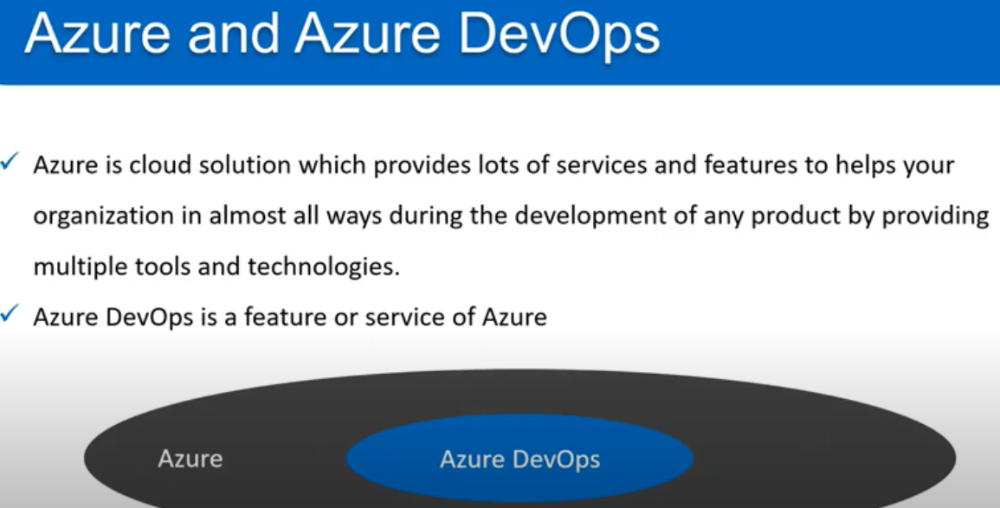 Azure and Azure DevOps
✓ Azure is cloud solution which provides lots of services and features to helps your
organization in almost all ways during the development of any product by providing
multiple tools and technologies.
✓ Azure DevOps is a feature or service of Azure
Azure
Azure DevOps